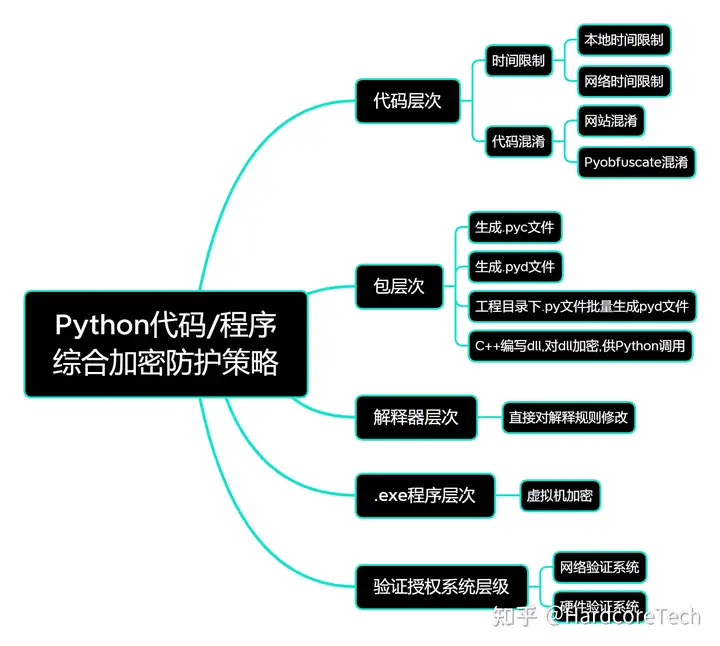 Python代码/程序
综合加密防护策略
代码层次
时间限制
本地时间限制
网络时间限制
代码混淆
网站混淆
Pyobfuscate混淆
包层次
生成.pyc文件
生成.pyd文件
工程目录下.py文件批量生成pyd文件
C++编写dll,对dll加密,供Python调用
解释器层次
直接对解释规则修改
.exe程序层次
虚拟机加密
验证授权系统层级
网络验证系统
硬件验证系统
知乎 @HardcoreTech